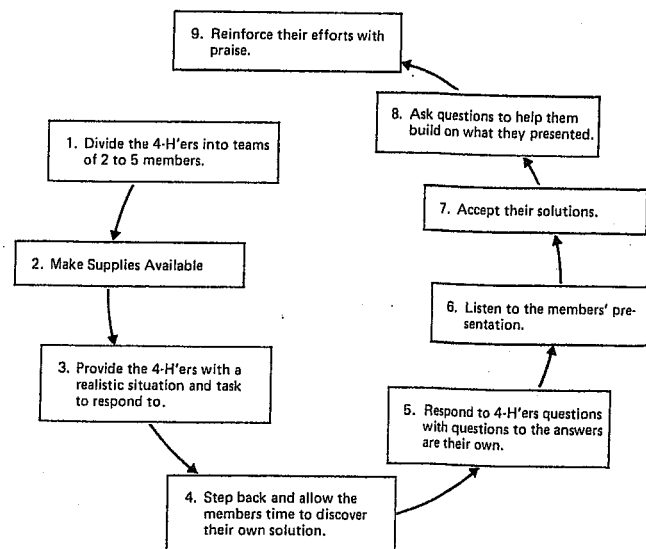 1. Divide the 4-H'ers into teams
of 2 to 5 members.
2. Make Supplies Available
3. Provide the 4-H'ers with a
realistic situation and task
to respond to.
4. Step back and allow the
members time to discover
their own solution.
5. Respond to 4-H'ers questions
with questions to the answers
are their own.
6. Listen to the members' pre-
sentation.
7. Accept their solutions.
8. Ask questions to help them
build on what they presented.
9. Reinforce their efforts with
praise.